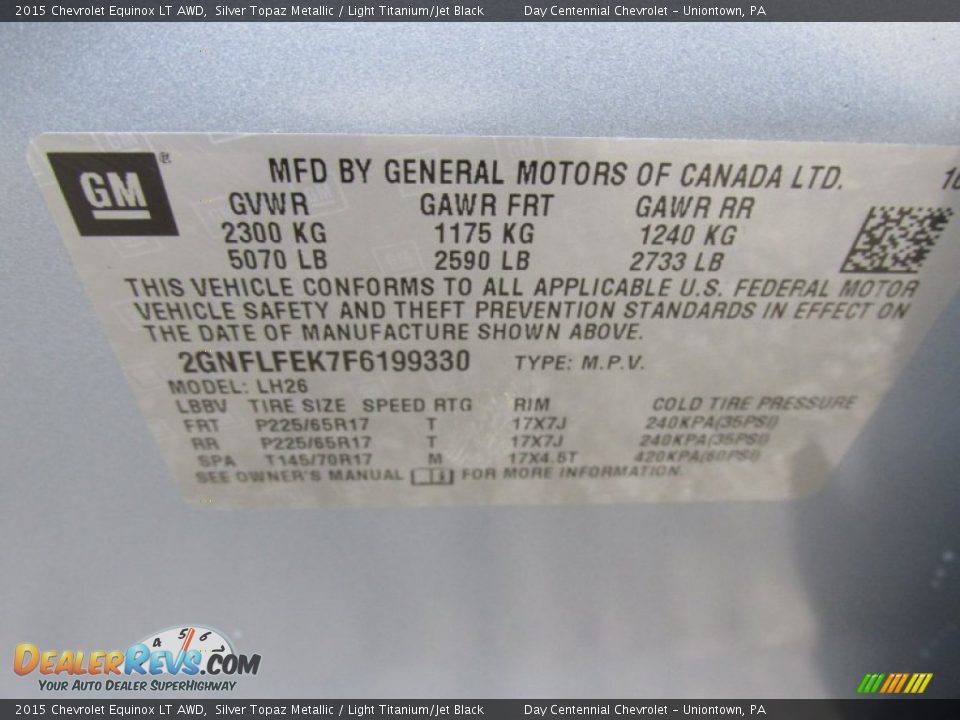 2015 Chevrolet Equinox LT AWD, Silver Topaz Metallic / Light Titanium/Jet Black Day Centennial Chevrolet – Uniontown, PA
GM ®
MFD BY GENERAL MOTORS OF CANADA LTD. 10
GVWR GAWR FRT GAWR RR
2300 KG 1175 KG 1240 KG
5070 LB 2590 LB 2733 LB
THIS VEHICLE CONFORMS TO ALL APPLICABLE U.S. FEDERAL MOTOR
VEHICLE SAFETY AND THEFT PREVENTION STANDARDS IN EFFECT ON
THE DATE OF MANUFACTURE SHOWN ABOVE.
2GNFLFEK7F6199330 TYPE: M.P.V.
MODEL: LH26
LBBV TIRE SIZE SPEED RTG RIM COLD TIRE PRESSURE
FRT P225/65R17 T 17X7J 240KPA(35PSI)
RR P225/65R17 T 17X7J 240KPA(35PSI)
SPA T145/70R17 M 17X4.5T 420KPA(60PSI)
SEE OWNER'S MANUAL FOR MORE INFORMATION.
4 5 6
DealerRevs.com
Your Auto Dealer SuperHighway
2015 Chevrolet Equinox LT AWD, Silver Topaz Metallic / Light Titanium/Jet Black Day Centennial Chevrolet – Uniontown, PA